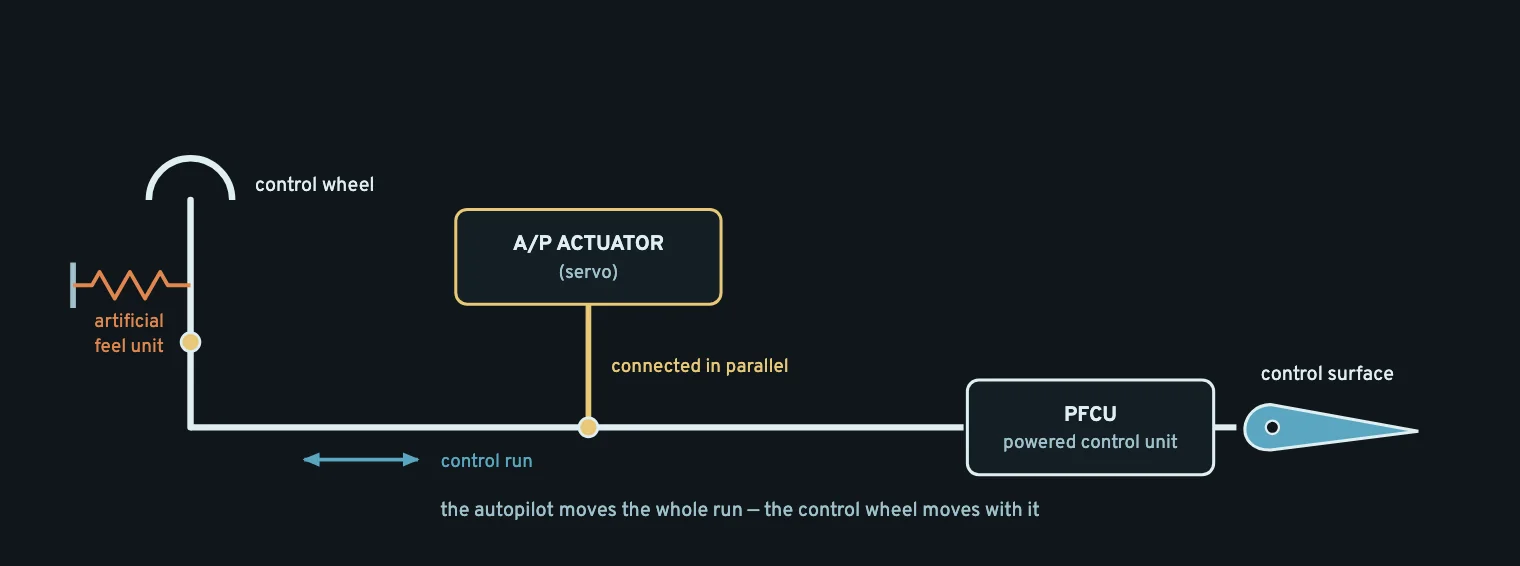 control wheel
A/P ACTUATOR
(servo)
artificial
feel unit
connected in parallel
control surface
PFCU
powered control unit
control run
the autopilot moves the whole run – the control wheel moves with it